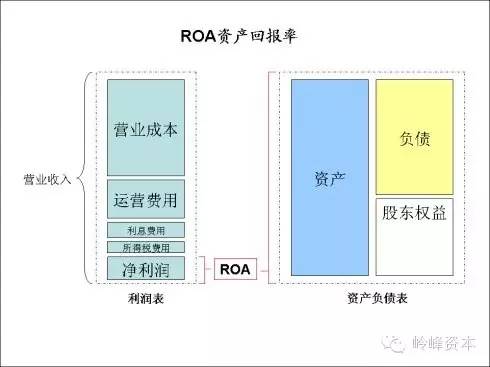 ROA资产回报率
营业收入
营业成本
运营费用
利息费用
所得税费用
净利润
利润表
ROA
资产
负债
股东权益
资产负债表
岭峰资本